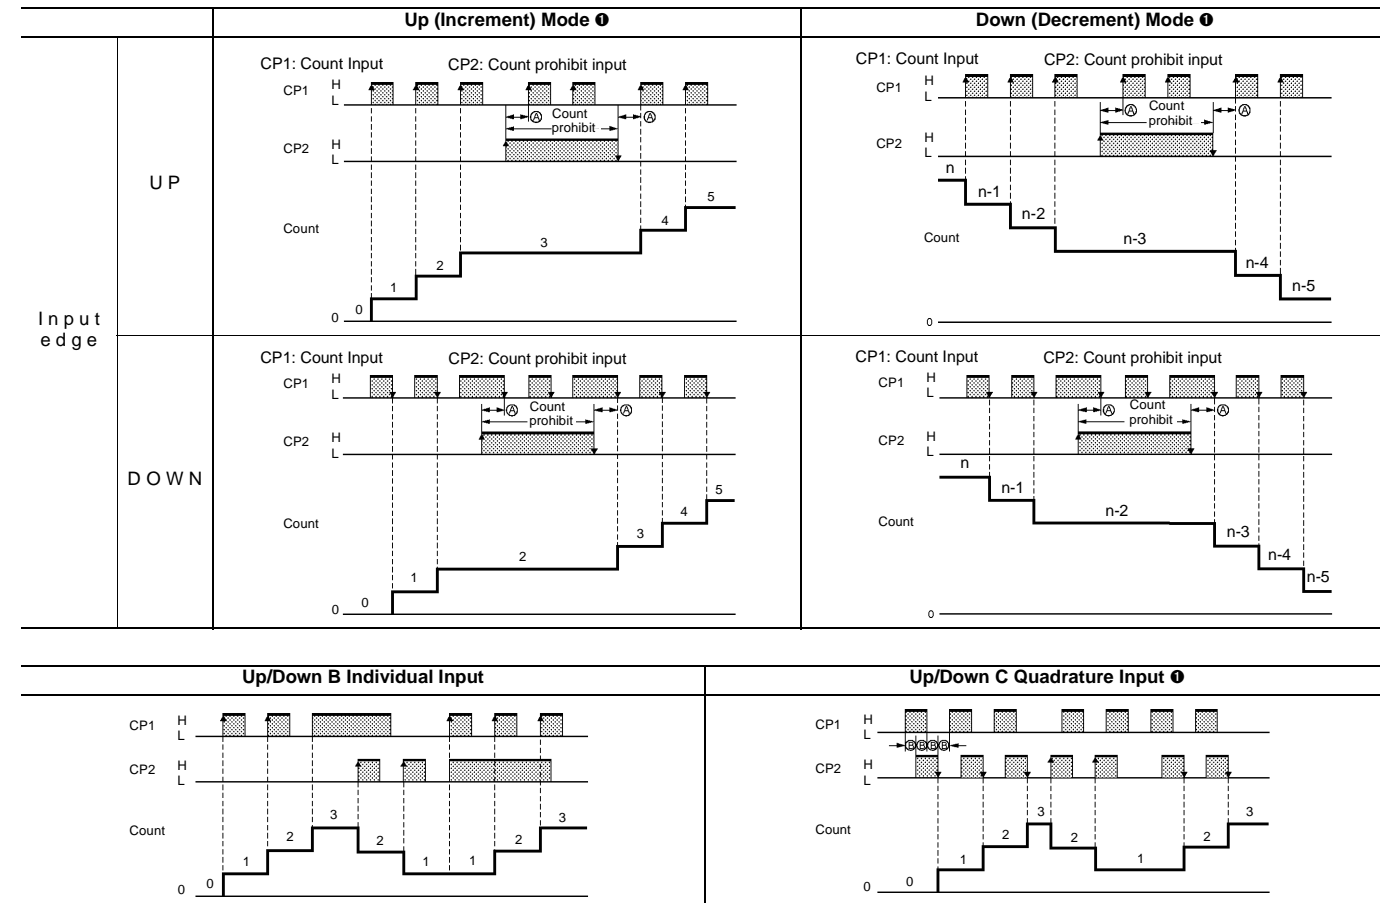 Up (Increment) Mode ❶
Down (Decrement) Mode ❶
Input
edge
UP
CP1: Count Input
CP2: Count prohibit input
CP1
H
L
Ⓐ
Count
prohibit
Ⓐ
CP2
H
L
Count
0
0
1
2
3
4
5
CP1: Count Input
CP2: Count prohibit input
CP1
H
L
Ⓐ
Count
prohibit
Ⓐ
CP2
H
L
n
n-1
n-2
Count
n-3
n-4
n-5
0
DOWN
CP1: Count Input
CP2: Count prohibit input
CP1
H
L
Ⓐ
Count
prohibit
Ⓐ
CP2
H
L
Count
0
0
1
2
3
4
5
CP1: Count Input
CP2: Count prohibit input
CP1
H
L
Ⓐ
Count
prohibit
Ⓐ
CP2
H
L
n
n-1
n-2
Count
n-3
n-4
n-5
0
Up/Down B Individual Input
Up/Down C Quadrature Input ❶
CP1
H
L
CP2
H
L
Count
0
0
1
2
3
2
1
1
2
3
CP1
H
L
Ⓑ Ⓑ Ⓑ Ⓑ
CP2
H
L
Count
0
0
1
2
3
2
1
2
3